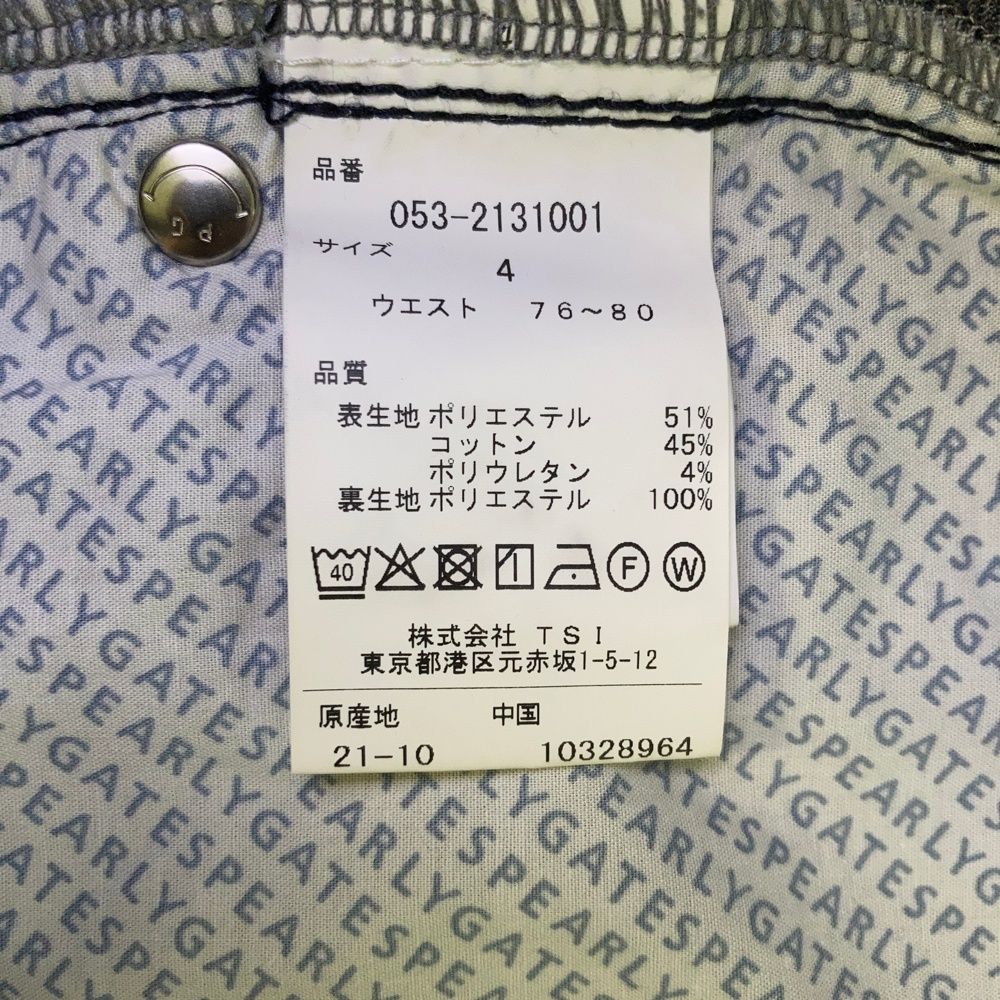 品番
053-2131001
サイズ
4
ウエスト 76~80
品質
表生地 ポリエステル 51%
コットン 45%
ポリウレタン 4%
裏生地 ポリエステル 100%
40 F W
株式会社 TSI
東京都港区元赤坂1-5-12
原産地 中国
21-10 10328964
PG
PEARLYGATES